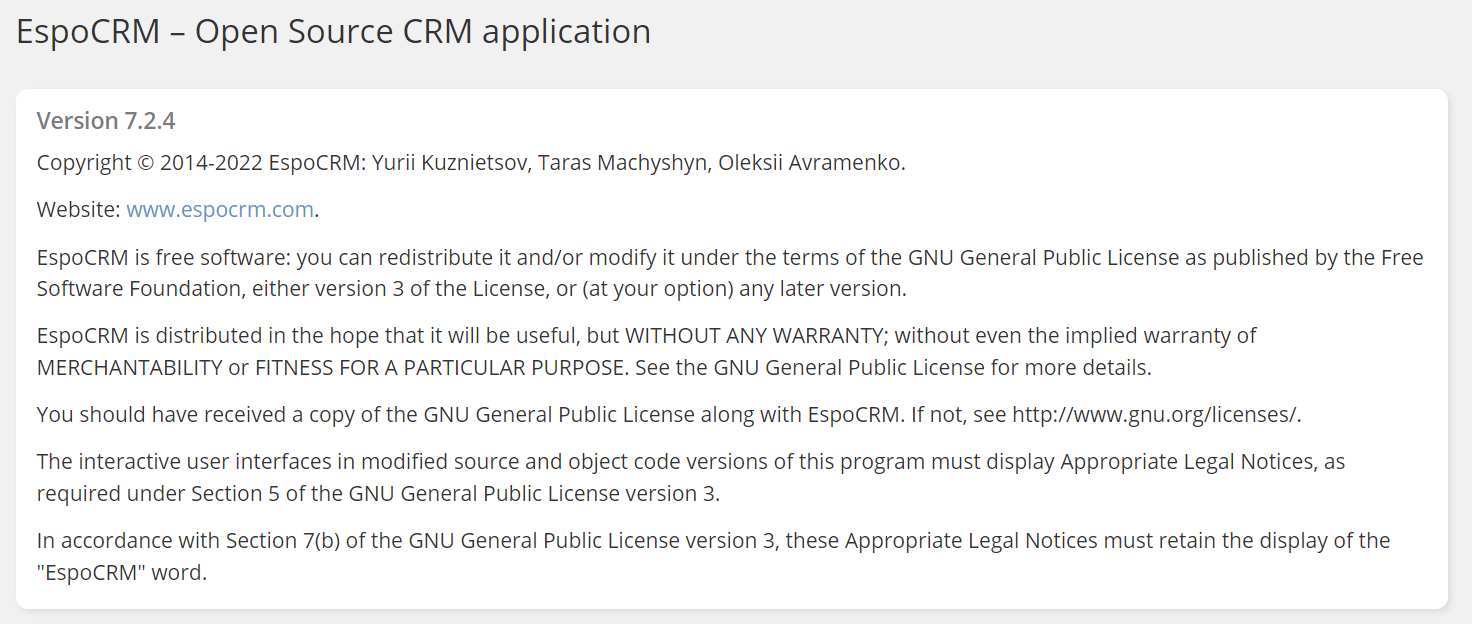 EspoCRM – Open Source CRM application
Version 7.2.4
Copyright © 2014-2022 EspoCRM: Yurii Kuznietsov, Taras Machyshyn, Oleksii Avramenko.
Website: www.espocrm.com.
EspoCRM is free software: you can redistribute it and/or modify it under the terms of the GNU General Public License as published by the Free
Software Foundation, either version 3 of the License, or (at your option) any later version.
EspoCRM is distributed in the hope that it will be useful, but WITHOUT ANY WARRANTY; without even the implied warranty of
MERCHANTABILITY or FITNESS FOR A PARTICULAR PURPOSE. See the GNU General Public License for more details.
You should have received a copy of the GNU General Public License along with EspoCRM. If not, see http://www.gnu.org/licenses/.
The interactive user interfaces in modified source and object code versions of this program must display Appropriate Legal Notices, as
required under Section 5 of the GNU General Public License version 3.
In accordance with Section 7(b) of the GNU General Public License version 3, these Appropriate Legal Notices must retain the display of the
"EspoCRM" word.